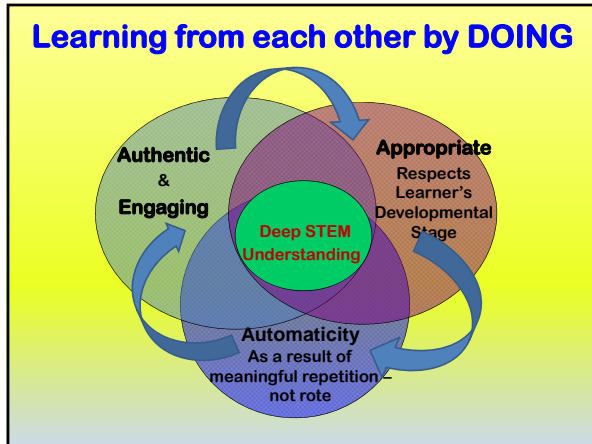 Learning from each other by DOING
Authentic
&
Engaging
Appropriate
Respects
Learner's
Developmental
Stage
Deep STEM
Understanding
Automaticity
As a result of
meaningful repetition –
not rote